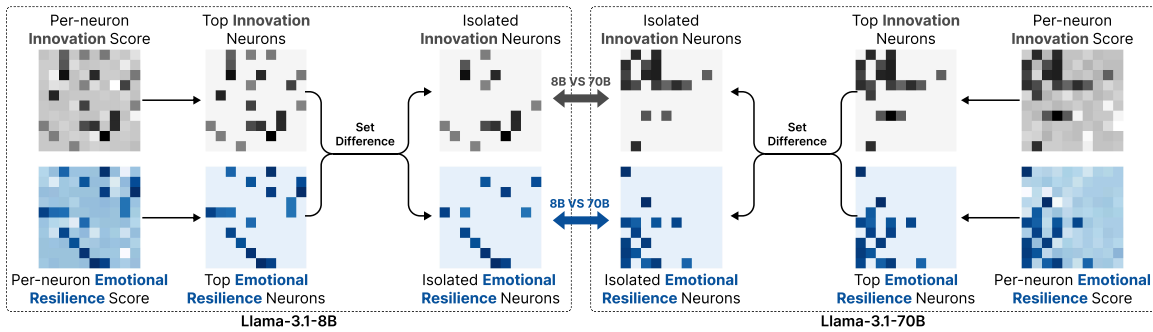 Per-neuron
Innovation Score
Top Innovation
Neurons
Isolated
Innovation Neurons
Isolated
Innovation Neurons
Top Innovation
Neurons
Per-neuron
Innovation Score
8B VS 70B
Set
Difference
Set
Difference
8B VS 70B
Per-neuron Emotional
Resilience Score
Top Emotional
Resilience Neurons
Isolated Emotional
Resilience Neurons
Isolated Emotional
Resilience Neurons
Top Emotional
Resilience Neurons
Per-neuron Emotional
Resilience Score
Llama-3.1-8B
Llama-3.1-70B